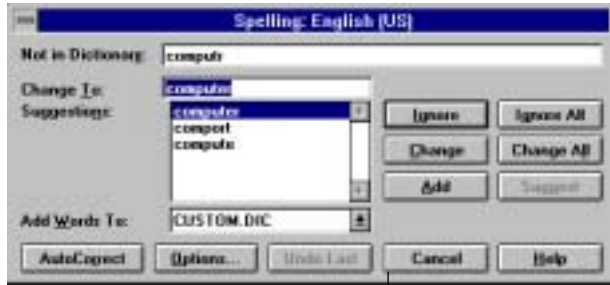 Spelling: English (US)
Not in Dictionary: computr
Change To: computer
Suggestions: computer
comport
compute
Ignore Ignore All
Change Change All
Add Suggest
Add Words To: CUSTOM.DIC
AutoCorrect Options... Undo Last Cancel Help